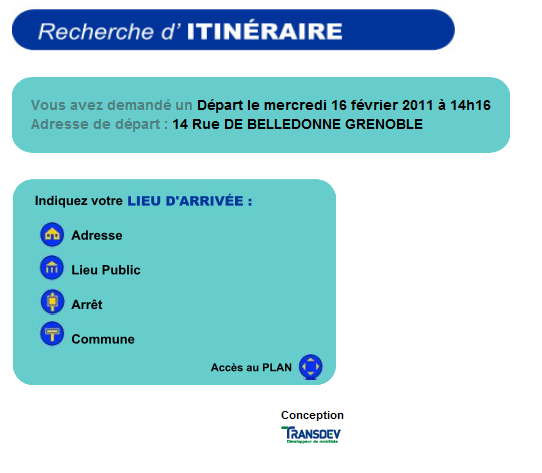 Recherche d' ITINÉRAIRE
Vous avez demandé un Départ le mercredi 16 février 2011 à 14h16
Adresse de départ : 14 Rue DE BELLEDONNE GRENOBLE
Indiquez votre LIEU D'ARRIVÉE :
Adresse
Lieu Public
Arrêt
Commune
Accès au PLAN
Conception
TRANSDEV
Développeur de mobilités